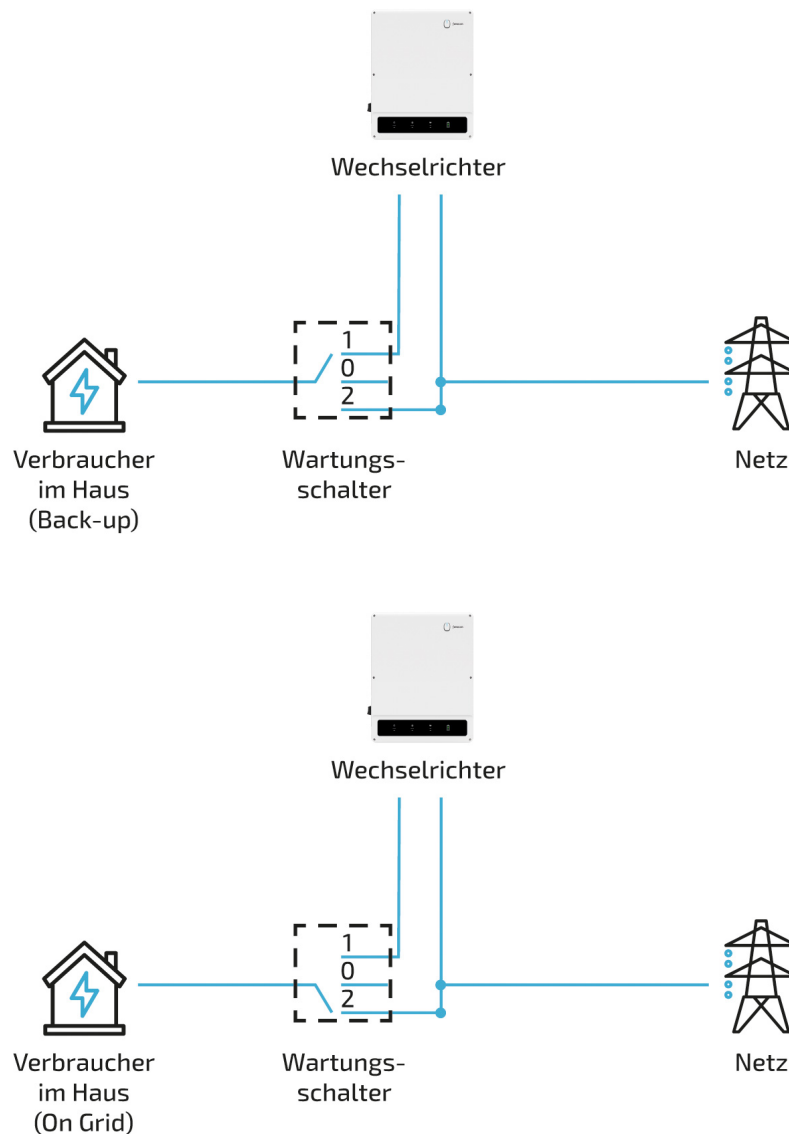 Wechselrichter
1
0
2
Verbraucher
im Haus
(Back-up)
Wartungs-
schalter
Netz
Wechselrichter
1
0
2
Verbraucher
im Haus
(On Grid)
Wartungs-
schalter
Netz